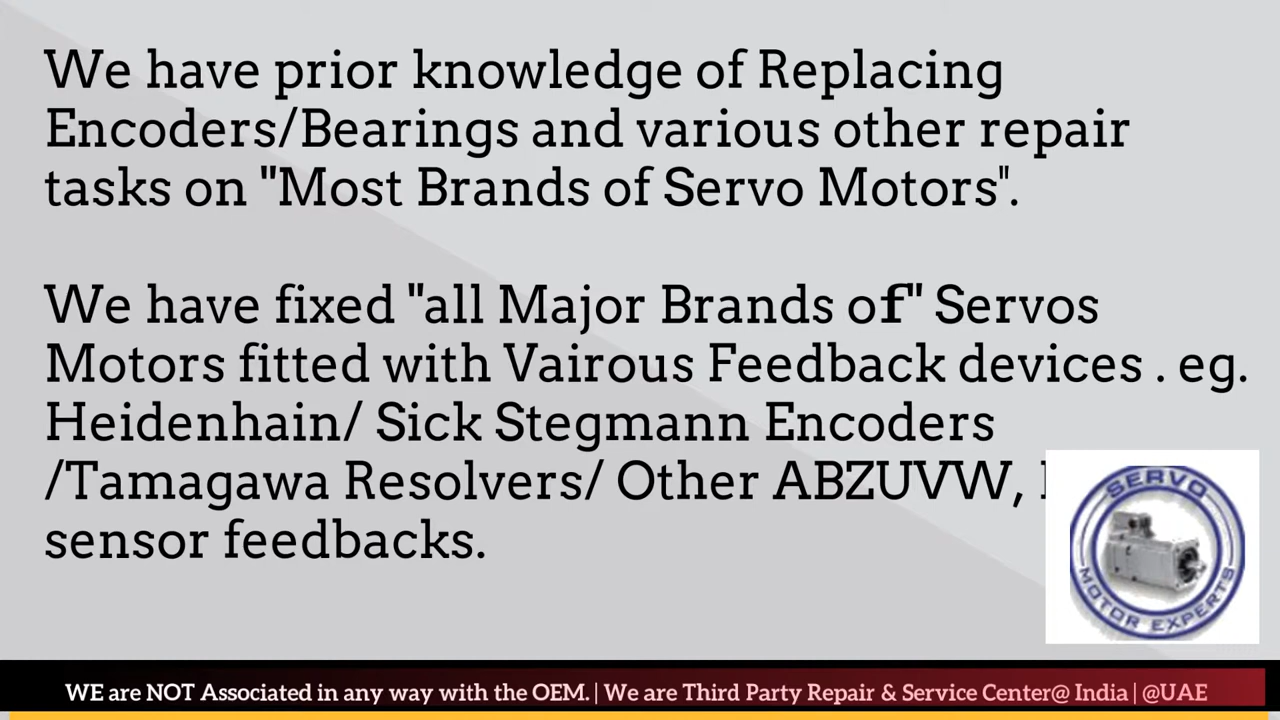 We have prior knowledge of Replacing
Encoders/Bearings and various other repair
tasks on "Most Brands of Servo Motors".
We have fixed "all Major Brands of" Servos
Motors fitted with Vairous Feedback devices . eg.
Heidenhain/ Sick Stegmann Encoders
/Tamagawa Resolvers/ Other ABZUVW,
sensor feedbacks.
SERVO
MOTOR EXPERTS
WE are NOT Associated in any way with the OEM. | We are Third Party Repair & Service Center@ India | @UAE